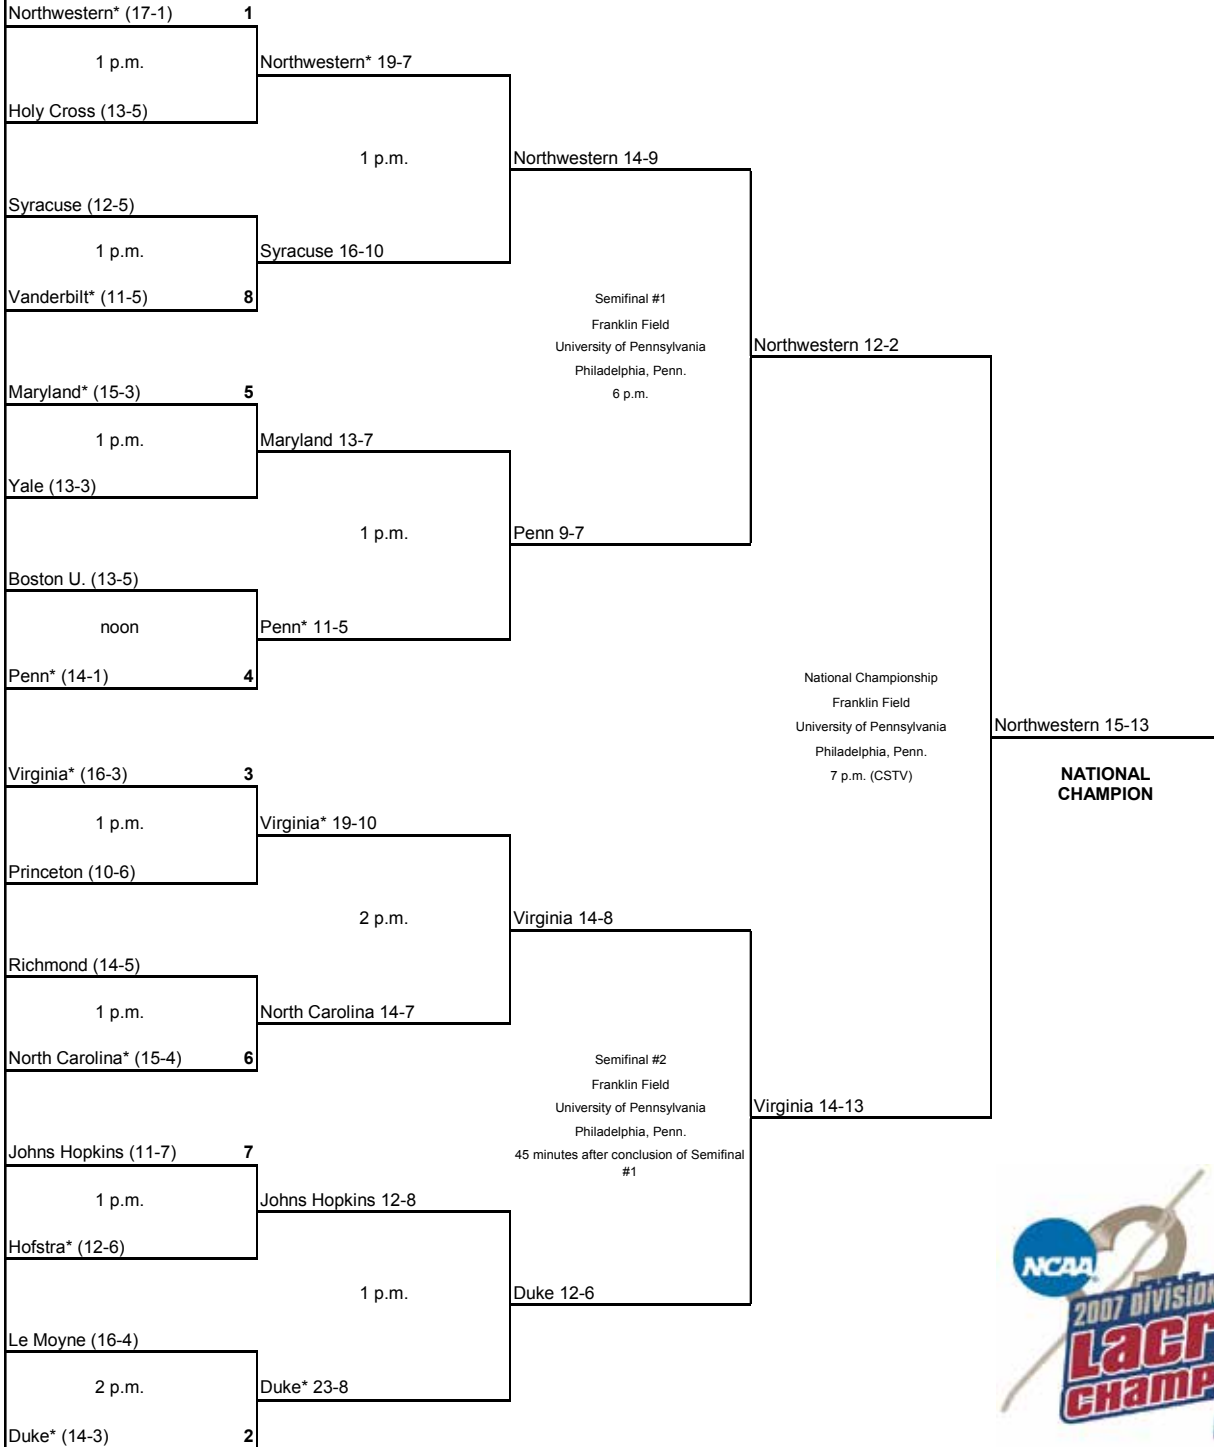 Northwestern* (17-1) 1
1 p.m.
Northwestern* 19-7
Holy Cross (13-5)
1 p.m.
Northwestern 14-9
Syracuse (12-5)
1 p.m.
Syracuse 16-10
Vanderbilt* (11-5) 8
Semifinal #1
Franklin Field
University of Pennsylvania
Philadelphia, Penn.
6 p.m.
Northwestern 12-2
Maryland* (15-3) 5
1 p.m.
Maryland 13-7
Yale (13-3)
1 p.m.
Penn 9-7
Boston U. (13-5)
noon
Penn* 11-5
Penn* (14-1) 4
National Championship
Franklin Field
University of Pennsylvania
Philadelphia, Penn.
7 p.m. (CSTV)
Northwestern 15-13
NATIONAL
CHAMPION
Virginia* (16-3) 3
1 p.m.
Virginia* 19-10
Princeton (10-6)
2 p.m.
Virginia 14-8
Richmond (14-5)
1 p.m.
North Carolina 14-7
North Carolina* (15-4) 6
Semifinal #2
Franklin Field
University of Pennsylvania
Philadelphia, Penn.
45 minutes after conclusion of Semifinal
#1
Virginia 14-13
Johns Hopkins (11-7) 7
1 p.m.
Johns Hopkins 12-8
Hofstra* (12-6)
1 p.m.
Duke 12-6
Le Moyne (16-4)
2 p.m.
Duke* 23-8
Duke* (14-3) 2
NCAA
2007